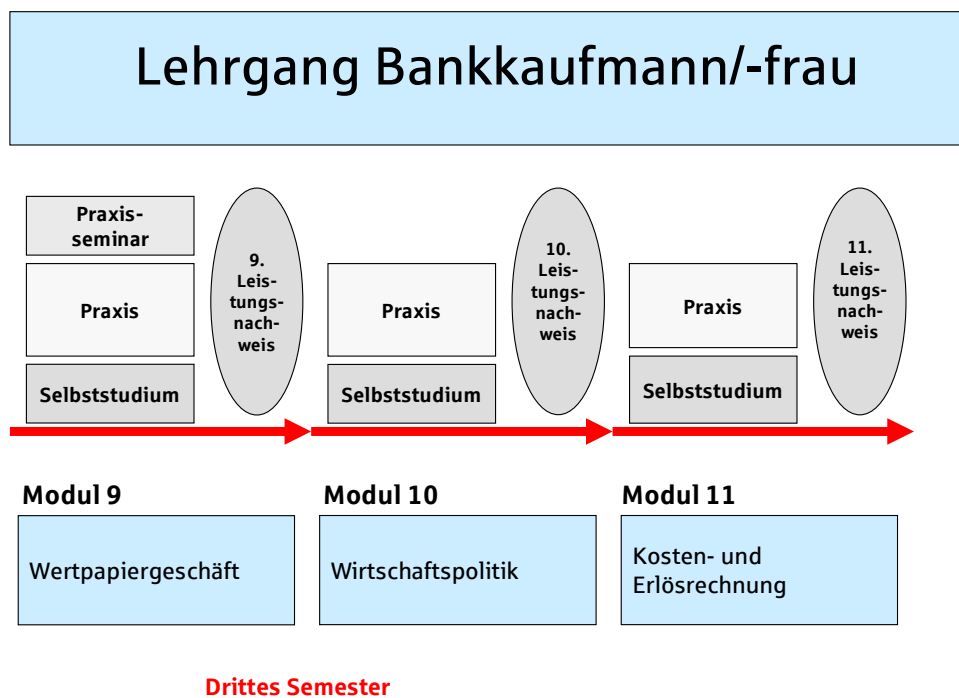 Lehrgang Bankkaufmann/-frau
Praxis-
seminar
Praxis
Selbststudium
9.
Leis-
tungs-
nach-
weis
Praxis
Selbststudium
10.
Leis-
tungs-
nach-
weis
Praxis
Selbststudium
11.
Leis-
tungs-
nach-
weis
Modul 9
Wertpapiergeschäft
Modul 10
Wirtschaftspolitik
Modul 11
Kosten- und
Erlösrechnung
Drittes Semester